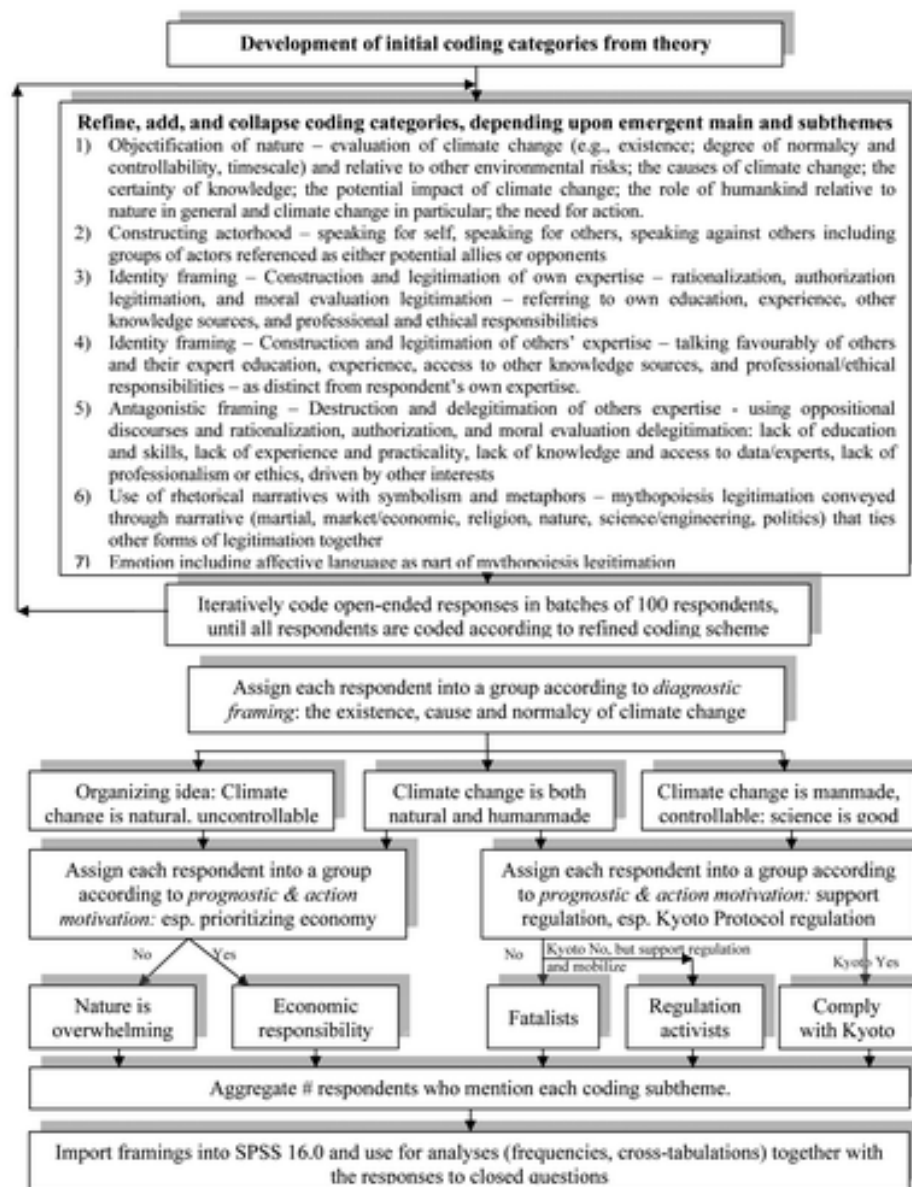 Development of initial coding categories from theory
Refine, add, and collapse coding categories, depending upon emergent main and subthemes
1) Objectification of nature – evaluation of climate change (e.g., existence; degree of normalcy and
controllability, timescale) and relative to other environmental risks; the causes of climate change; the
certainty of knowledge; the potential impact of climate change; the role of humankind relative to
nature in general and climate change in particular; the need for action.
2) Constructing actorhood – speaking for self, speaking for others, speaking against others including
groups of actors referenced as either potential allies or opponents
3) Identity framing – Construction and legitimation of own expertise – rationalization, authorization
legitimation, and moral evaluation legitimation – referring to own education, experience, other
knowledge sources, and professional and ethical responsibilities
4) Identity framing – Construction and legitimation of others' expertise – talking favourably of others
and their expert education, experience, access to other knowledge sources, and professional/ethical
responsibilities – as distinct from respondent's own expertise.
5) Antagonistic framing – Destruction and delegitimation of others expertise - using oppositional
discourses and rationalization, authorization, and moral evaluation delegitimation: lack of education
and skills, lack of experience and practicality, lack of knowledge and access to data/experts, lack of
professionalism or ethics, driven by other interests
6) Use of rhetorical narratives with symbolism and metaphors – mythopoiesis legitimation conveyed
through narrative (martial, market/economic, religion, nature, science/engineering, politics) that ties
other forms of legitimation together
7) Emotion including affective language as part of mythopoiesis legitimation
Iteratively code open-ended responses in batches of 100 respondents,
until all respondents are coded according to refined coding scheme
Assign each respondent into a group according to diagnostic
framing: the existence, cause and normalcy of climate change
Organizing idea: Climate
change is natural, uncontrollable
Climate change is both
natural and humanmade
Climate change is manmade,
controllable; science is good
Assign each respondent into a group
according to prognostic & action
motivation: esp. prioritizing economy
Assign each respondent into a group according
to prognostic & action motivation: support
regulation, esp. Kyoto Protocol regulation
No
Yes
No
Kyoto No, but support regulation
and mobilize
Kyoto Yes
Nature is
overwhelming
Economic
responsibility
Fatalists
Regulation
activists
Comply
with Kyoto
Aggregate # respondents who mention each coding subtheme.
Import framings into SPSS 16.0 and use for analyses (frequencies, cross-tabulations) together with
the responses to closed questions